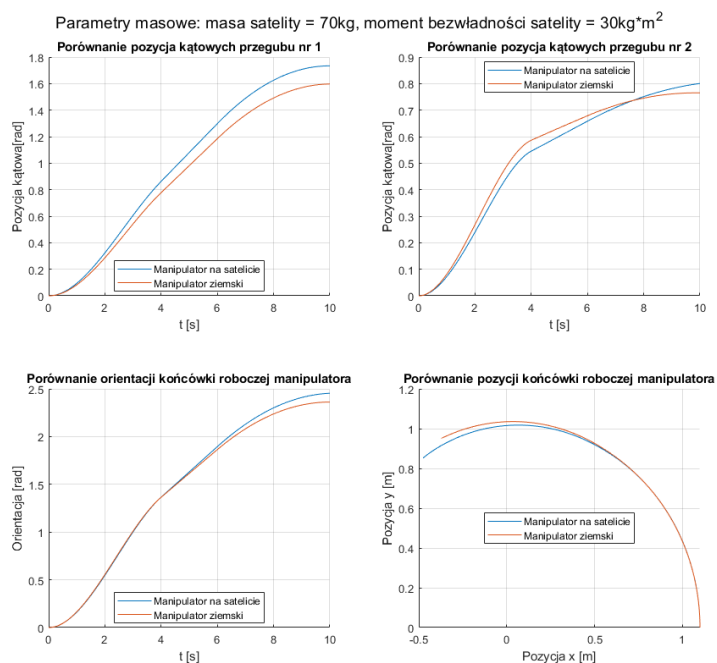 Parametry masowe: masa satelity = 70kg, moment bezwładności satelity = 30kg*m²
Porównanie pozycja kątowych przegubu nr 1
Pozycja kątowa[rad]
1.8
1.6
1.4
1.2
1
0.8
0.6
0.4
0.2
0
Manipulator na satelicie
Manipulator ziemski
0 2 4 6 8 10
t [s]
Porównanie pozycja kątowych przegubu nr 2
Pozycja kątowa[rad]
0.9
0.8
0.7
0.6
0.5
0.4
0.3
0.2
0.1
0
Manipulator na satelicie
Manipulator ziemski
0 2 4 6 8 10
t [s]
Porównanie orientacji końcówki roboczej manipulatora
Orientacja [rad]
2.5
2
1.5
1
0.5
0
Manipulator na satelicie
Manipulator ziemski
0 2 4 6 8 10
t [s]
Porównanie pozycji końcówki roboczej manipulatora
Pozycja y [m]
1.2
1
0.8
0.6
0.4
0.2
0
Manipulator na satelicie
Manipulator ziemski
-0.5 0 0.5 1
Pozycja x [m]